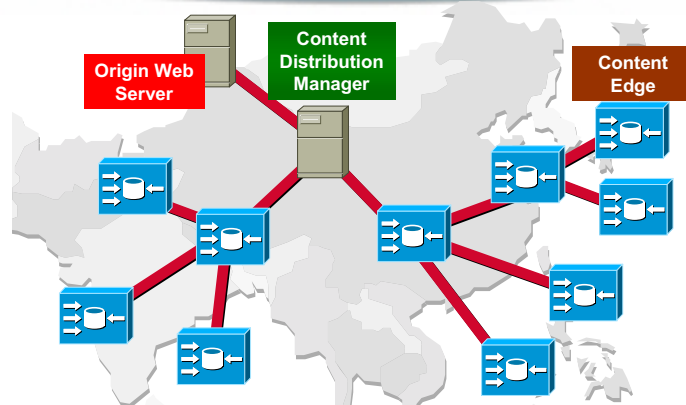 Content
Distribution
Manager
Origin Web
Server
Content
Edge